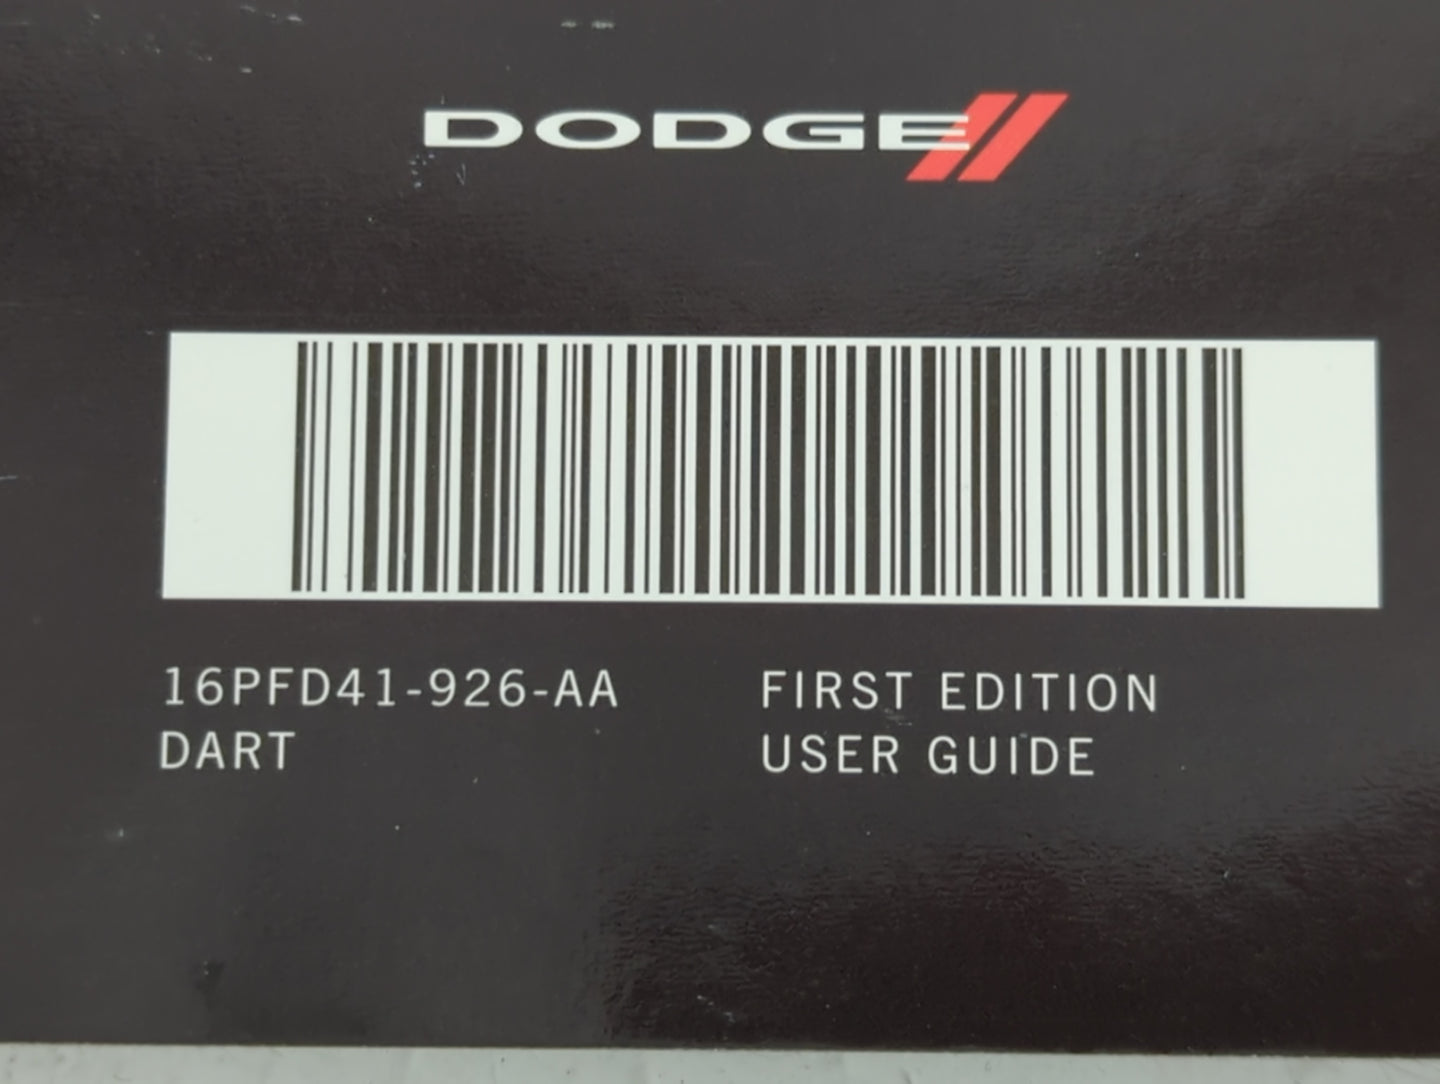 DODGE
16PFD41-926-AA
DART
FIRST EDITION
USER GUIDE